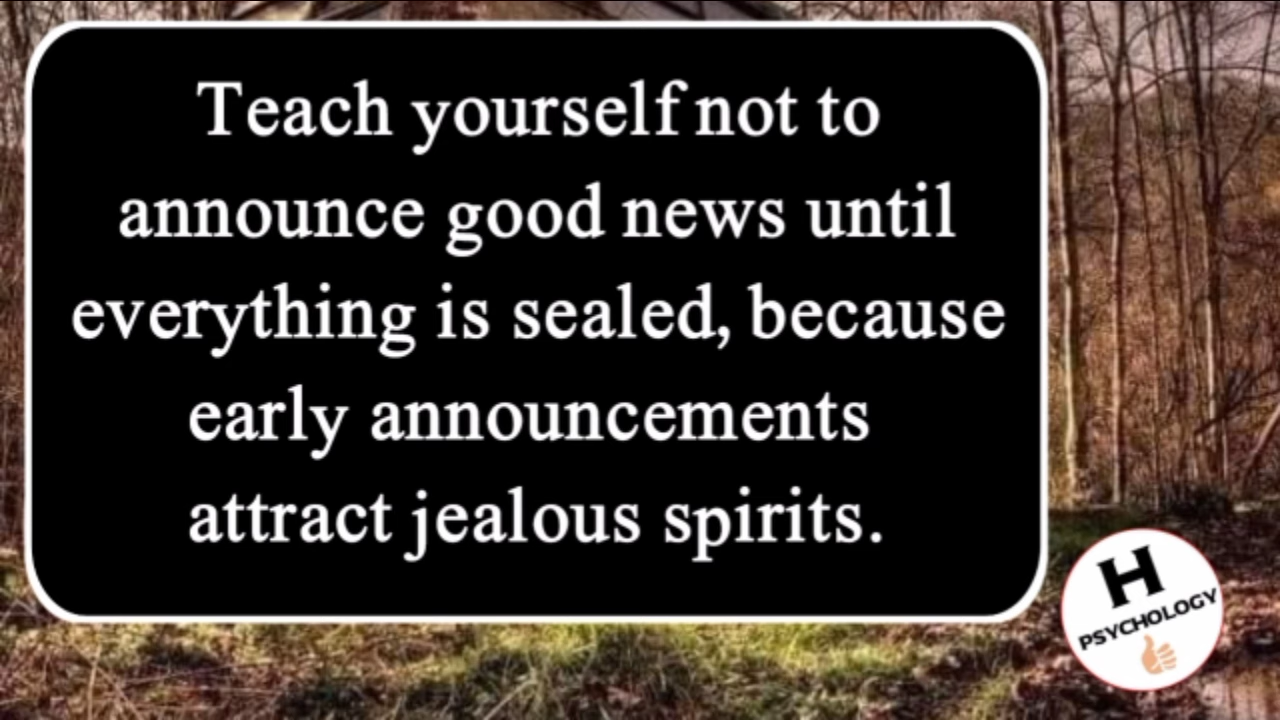 Teach yourself not to
announce good news until
everything is sealed, because
early announcements
attract jealous spirits.
H
PSYCHOLOGY